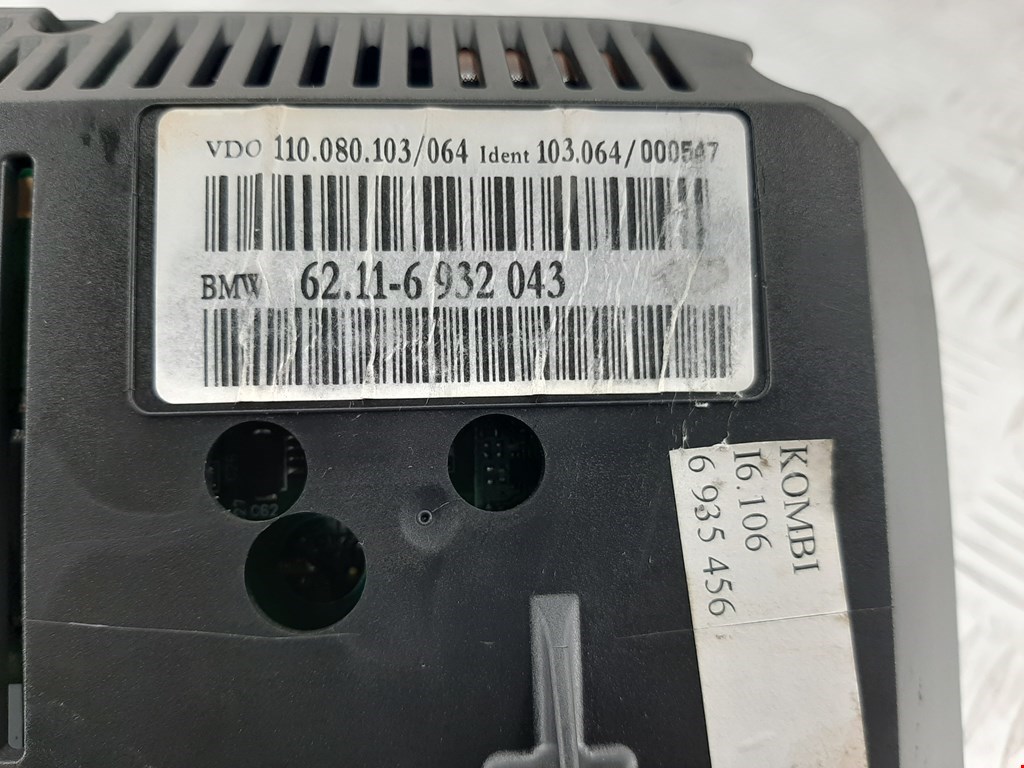 VDO 110.080.103/064 Ident 103.064/000547
BMW 62.11-6 932 043
KOMBI
16.106
6 935 456